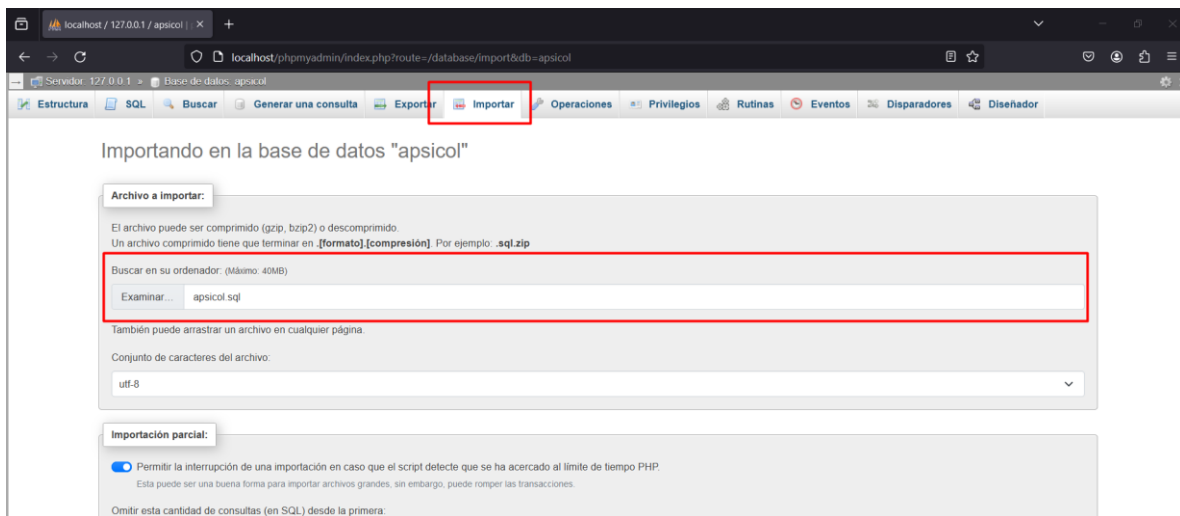 localhost / 127.0.0.1 / apsicol | p
localhost/phpmyadmin/index.php?route=/database/import&db=apsicol
Servidor: 127.0.0.1 » Base de datos: apsicol
Estructura SQL Buscar Generar una consulta Exportar Importar Operaciones Privilegios Rutinas Eventos Disparadores Diseñador
Importando en la base de datos "apsicol"
Archivo a importar:
El archivo puede ser comprimido (gzip, bzip2) o descomprimido.
Un archivo comprimido tiene que terminar en .[formato].[compresión]. Por ejemplo: .sql.zip
Buscar en su ordenador: (Máximo: 40MB)
Examinar... apsicol.sql
También puede arrastrar un archivo en cualquier página.
Conjunto de caracteres del archivo:
utf-8
Importación parcial:
Permitir la interrupción de una importación en caso que el script detecte que se ha acercado al límite de tiempo PHP.
Esta puede ser una buena forma para importar archivos grandes, sin embargo, puede romper las transacciones.
Omitir esta cantidad de consultas (en SQL) desde la primera: